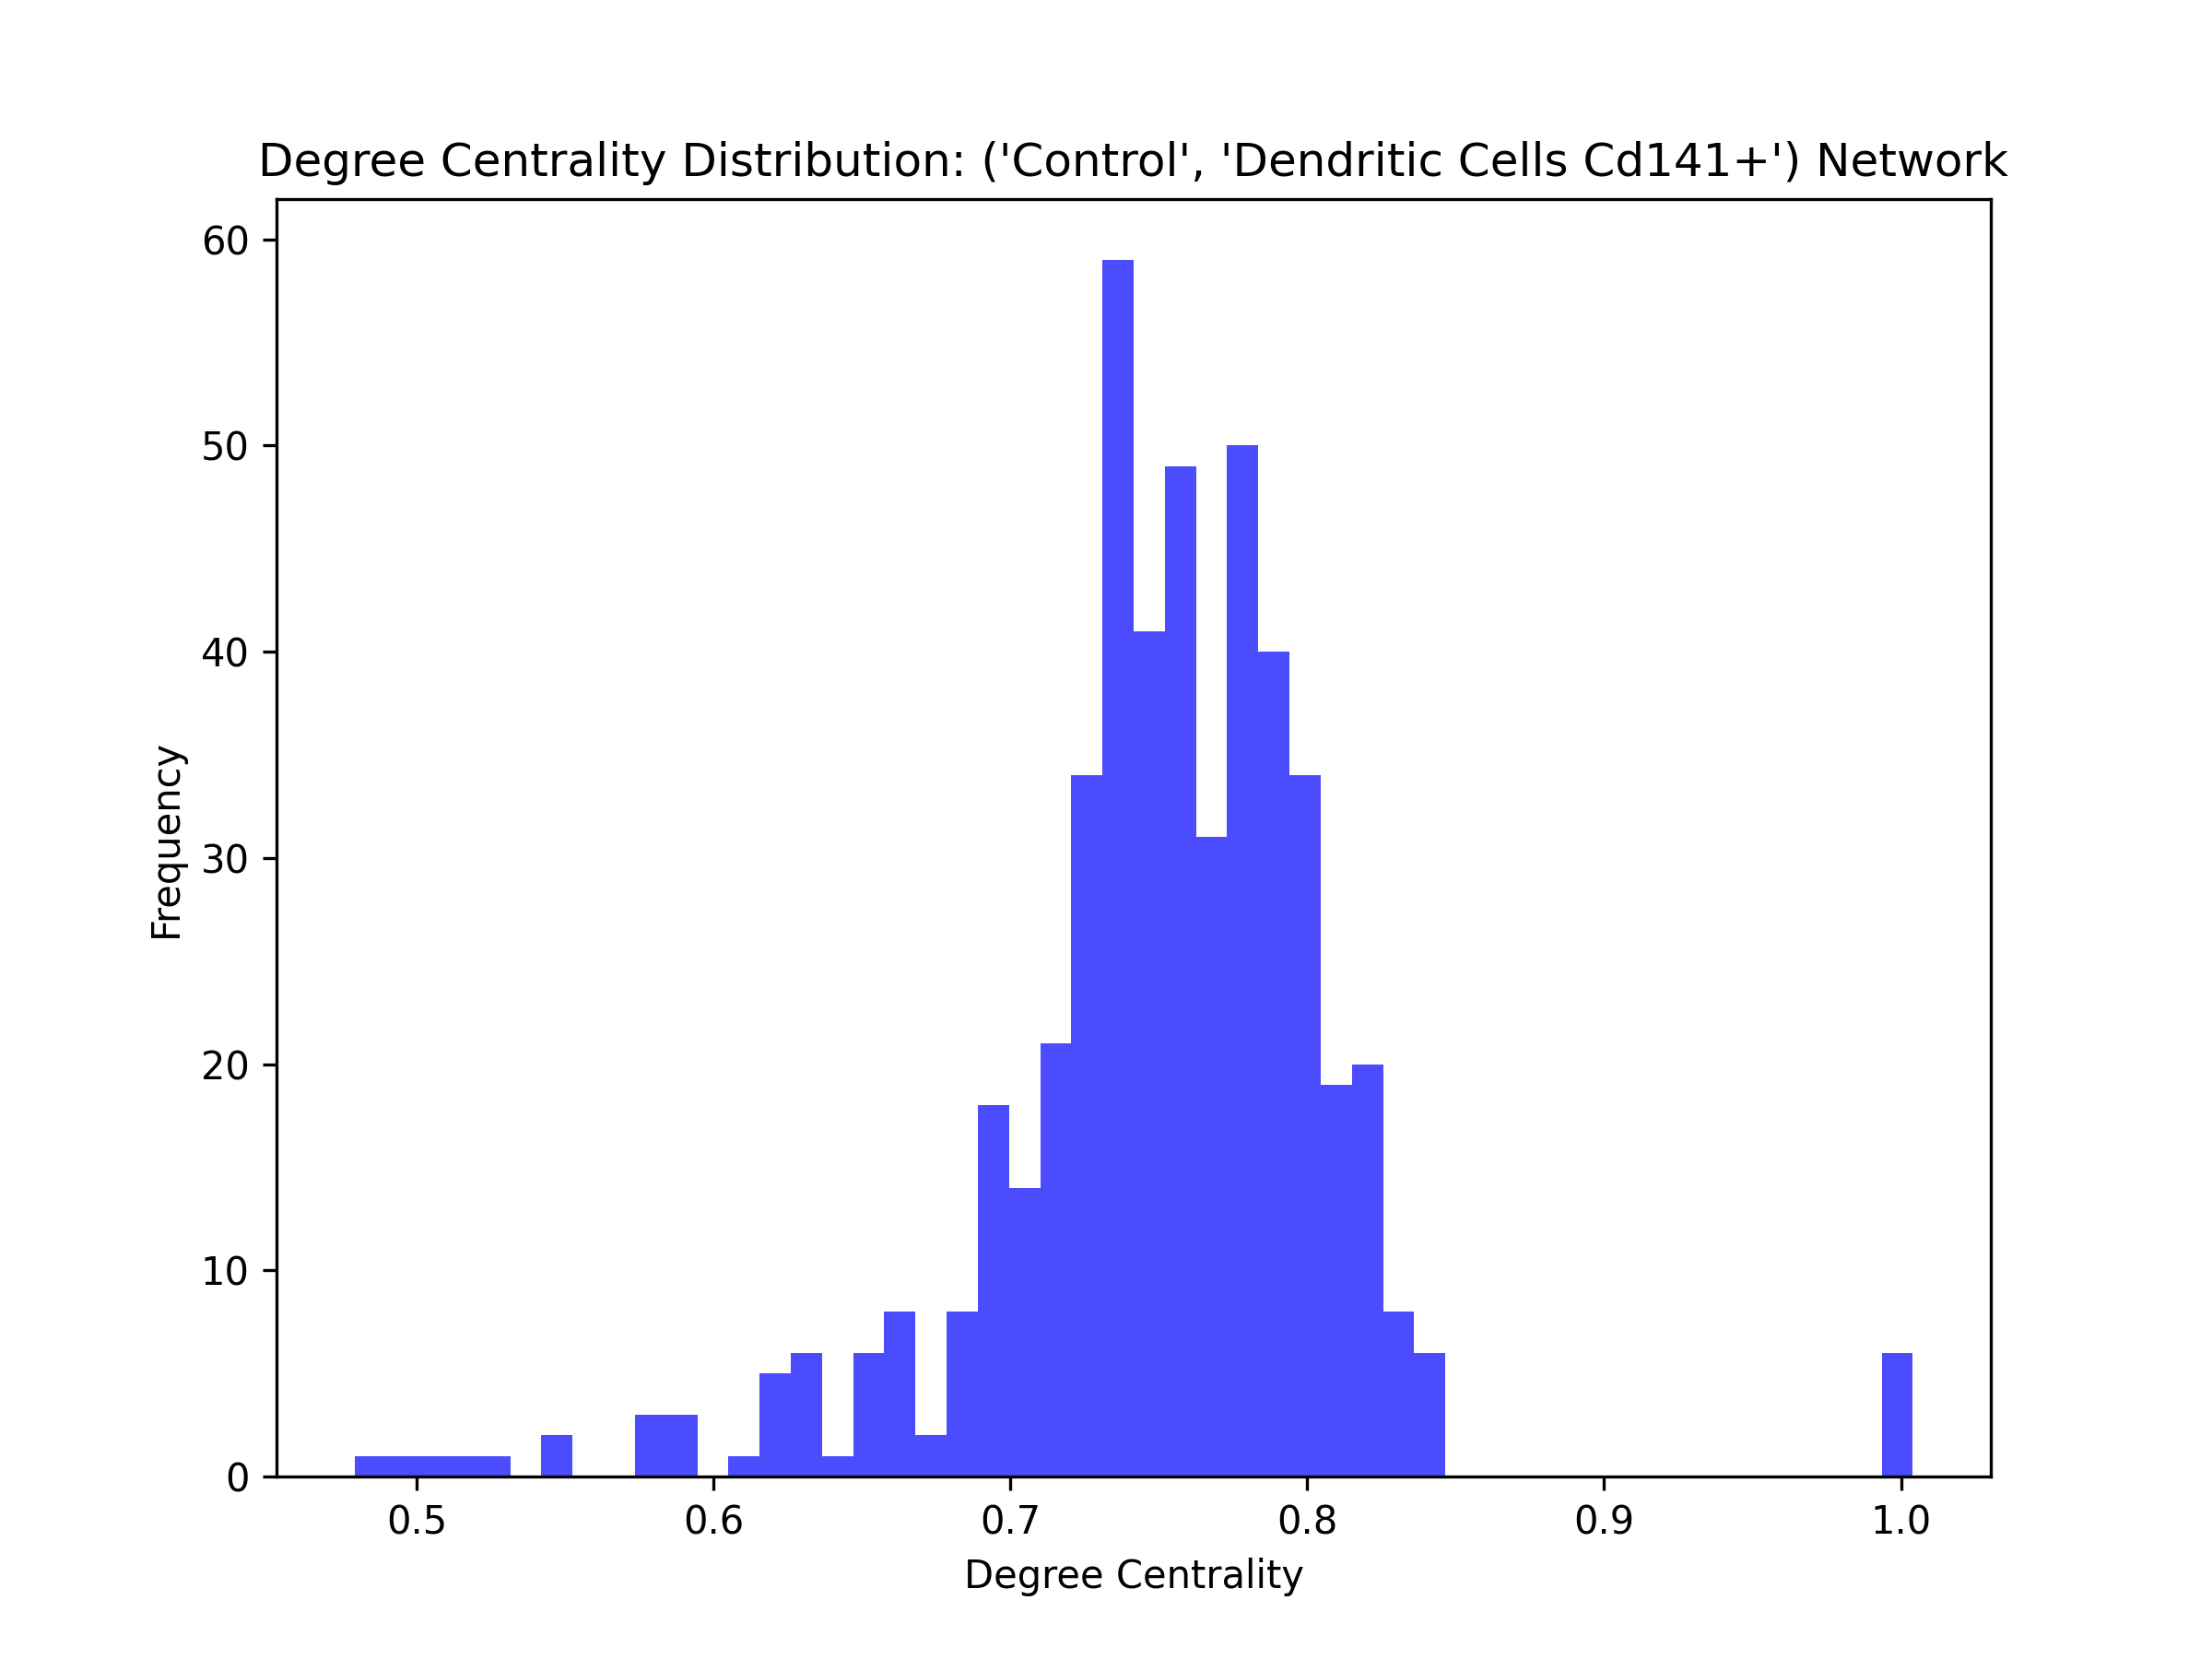 Degree Centrality Distribution: ('Control', 'Dendritic Cells Cd141+') Network
60
50
40
30
20
10
0
Frequency
0.5 0.6 0.7 0.8 0.9 1.0
Degree Centrality